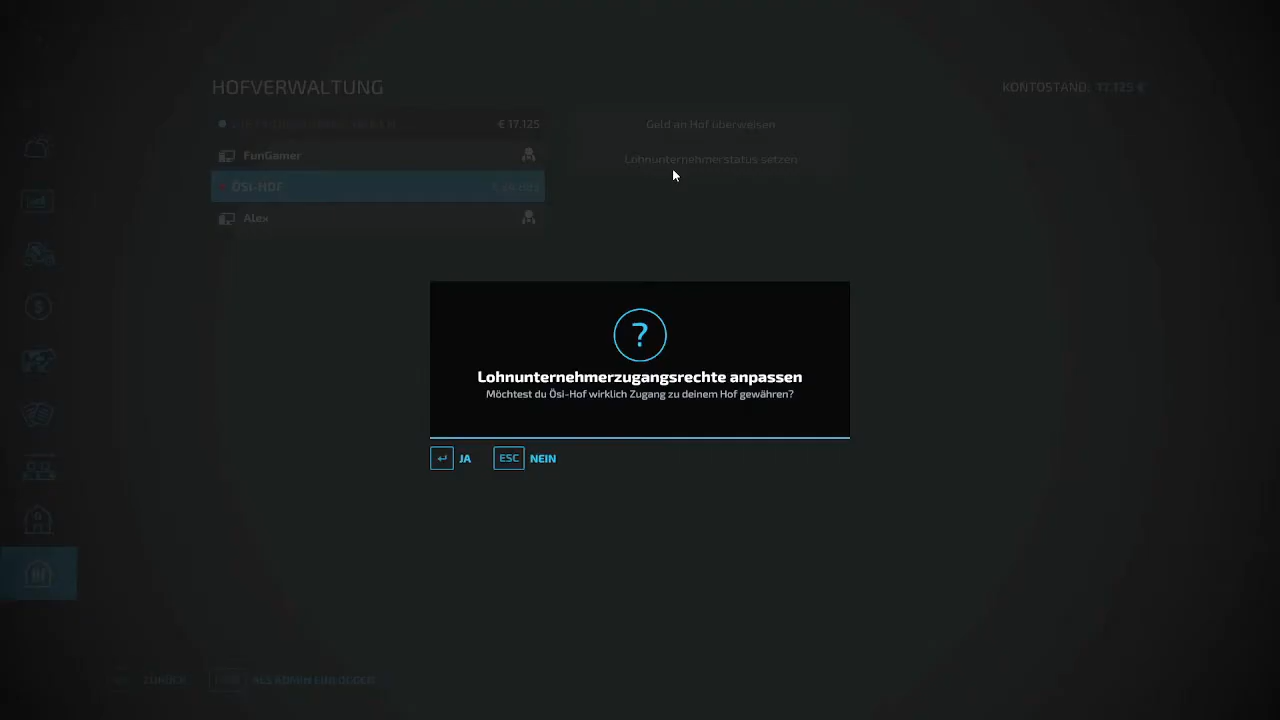 HOFVERWALTUNG
KONTOSTAND: 17.125 €
€ 17.125
Geld an Hof überweisen
FunGamer
Lohnunternehmerstatus setzen
ÖSI-HOF
Alex
?
Lohnunternehmerzugangsrechte anpassen
Möchtest du Ösi-Hof wirklich Zugang zu deinem Hof gewähren?
JA
ESC NEIN
ZURÜCK
ALS ADMIN EINLOGGEN